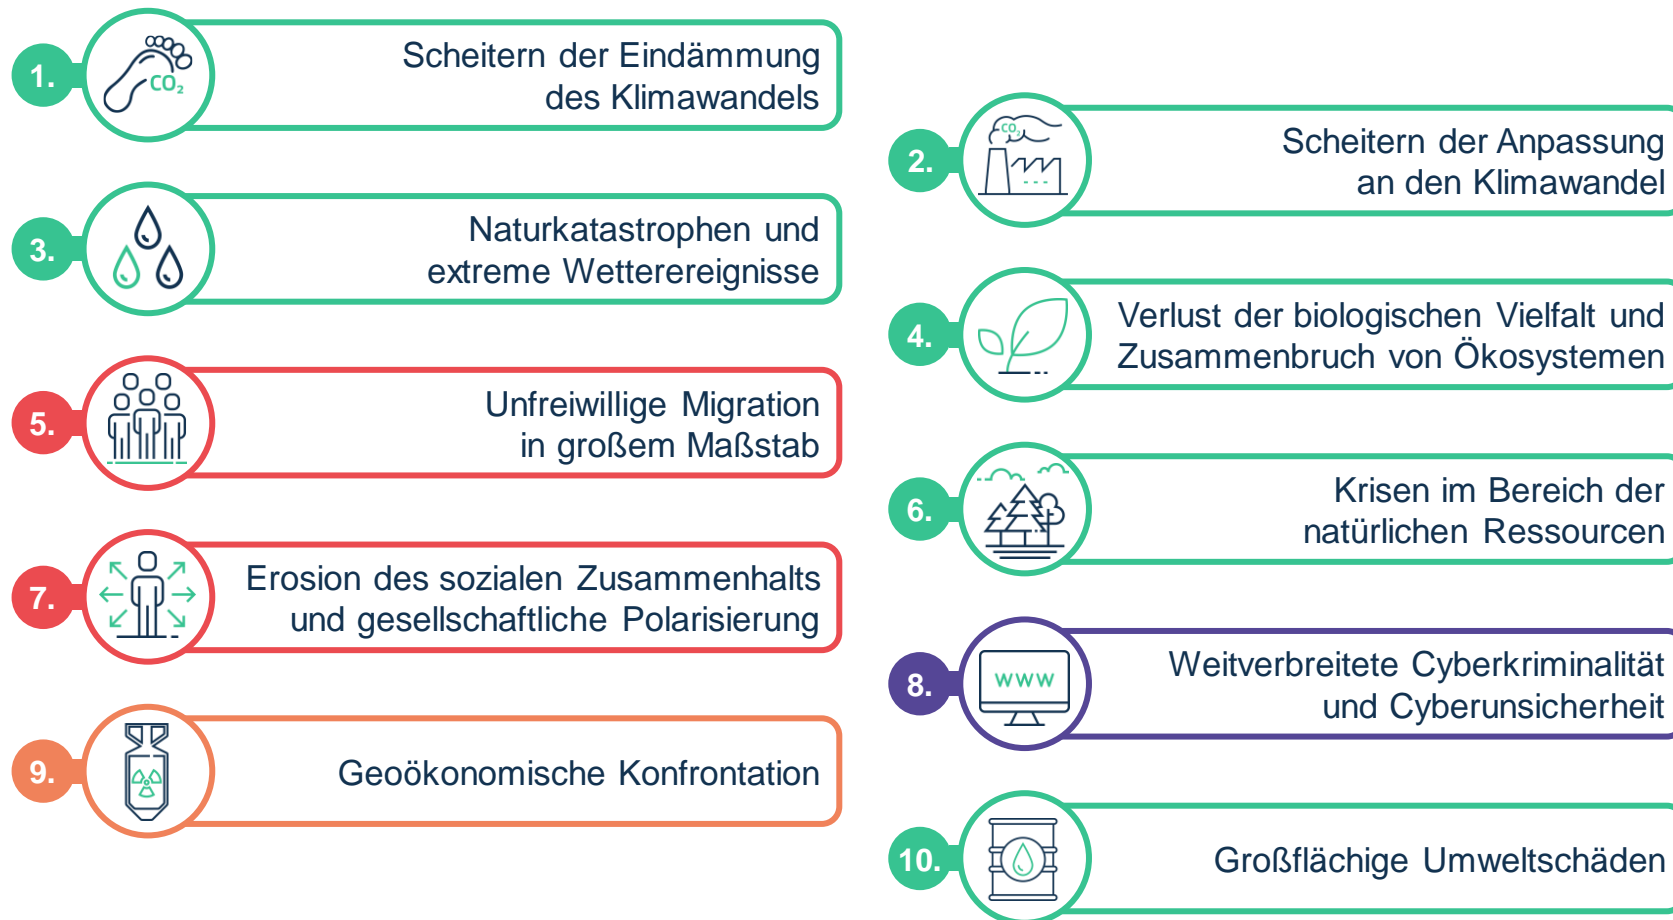 1.
CO₂
Scheitern der Eindämmung
des Klimawandels
2.
CO₂
Scheitern der Anpassung
an den Klimawandel
3.
Naturkatastrophen und
extreme Wetterereignisse
4.
Verlust der biologischen Vielfalt und
Zusammenbruch von Ökosystemen
5.
Unfreiwillige Migration
in großem Maßstab
6.
Krisen im Bereich der
natürlichen Ressourcen
7.
Erosion des sozialen Zusammenhalts
und gesellschaftliche Polarisierung
8.
WWW
Weitverbreitete Cyberkriminalität
und Cyberunsicherheit
9.
Geoökonomische Konfrontation
10.
Großflächige Umweltschäden